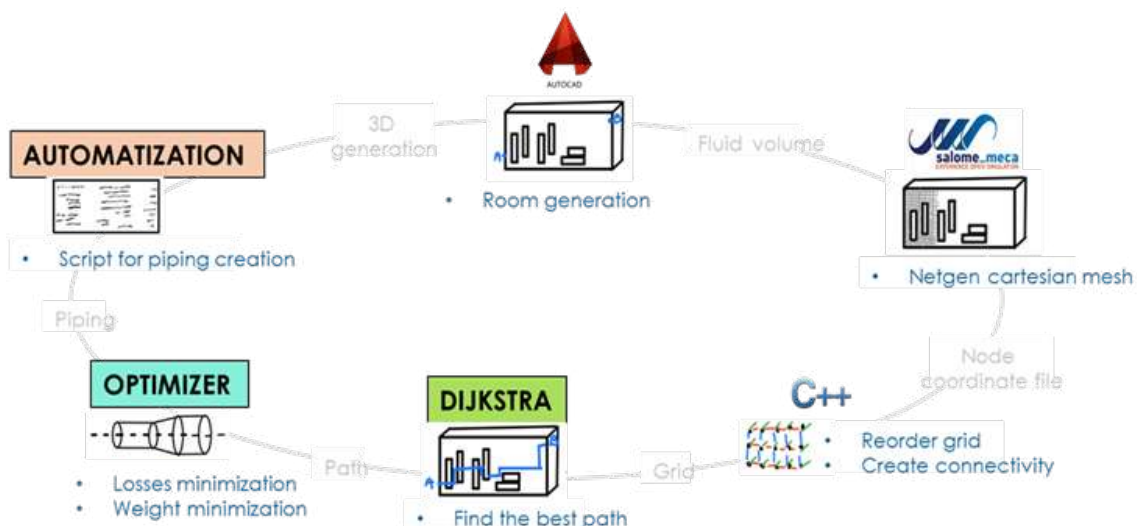 AUTOCAD
3D
generation
Fluid volume
AUTOMATIZATION
salome_meca
• Room generation
• Script for piping creation
• Netgen cartesian mesh
Piping
Node
coordinate file
OPTIMIZER
DIJKSTRA
C++
• Reorder grid
• Create connectivity
Path
Grid
• Losses minimization
• Weight minimization
• Find the best path
A
A